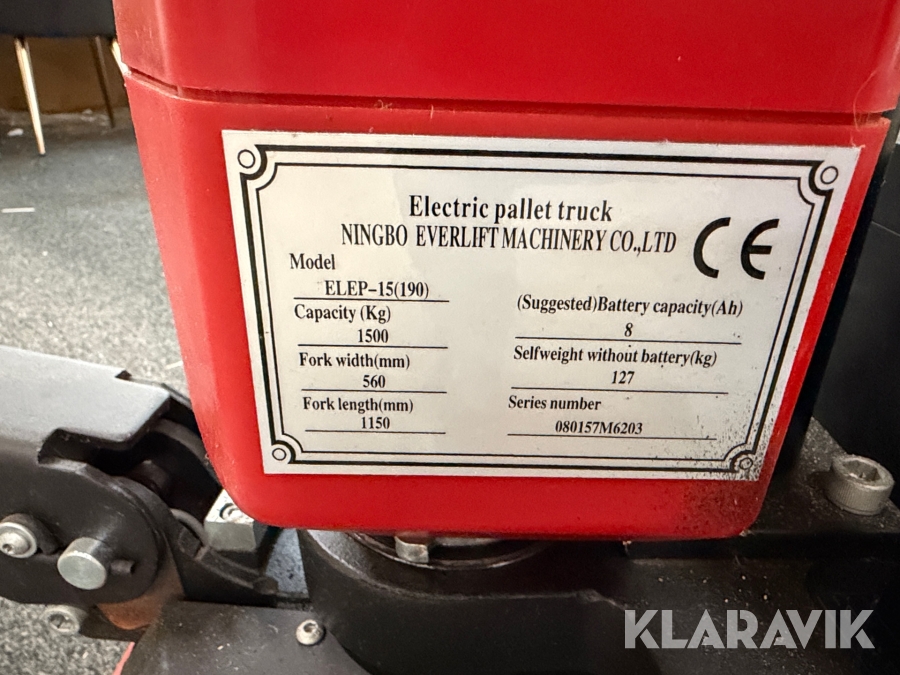 Electric pallet truck
NINGBO EVERLIFT MACHINERY CO.,LTD
CE
Model
ELEP-15(190)
Capacity (Kg)
1500
Fork width(mm)
560
Fork length(mm)
1150
(Suggested)Battery capacity(Ah)
8
Selfweight without battery(kg)
127
Series number
080157M6203
KLARAVIK